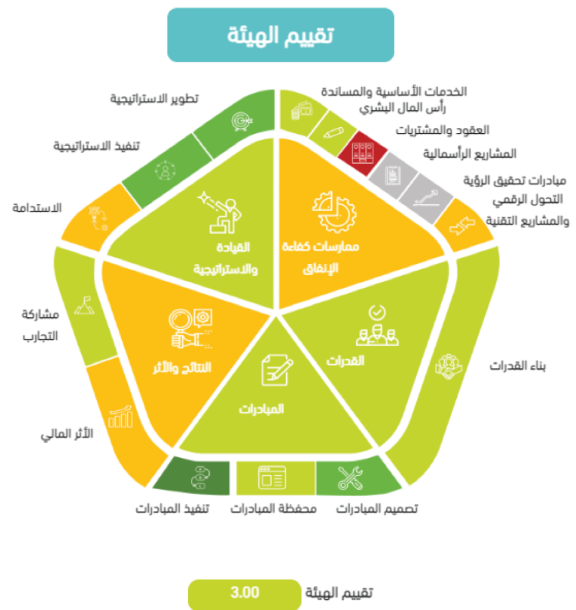 تقييم الهيئة
الخدمات الأساسية والمساندة
رأس المال البشري
العقود والمشتريات
المشاريع الرأسمالية
مبادرات تحقيق الرؤية
التحول الرقمي
والمشاريع التقنية
تطوير الاستراتيجية
تنفيذ الاستراتيجية
الاستدامة
ممارسات كفاءة
الإنفاق
القيادة
والاستراتيجية
القدرات
النتائج والأثر
المبادرات
بناء القدرات
مشاركة
التجارب
الأثر المالي
تصميم المبادرات
محفظة المبادرات
تنفيذ المبادرات
تقييم الهيئة
3.00